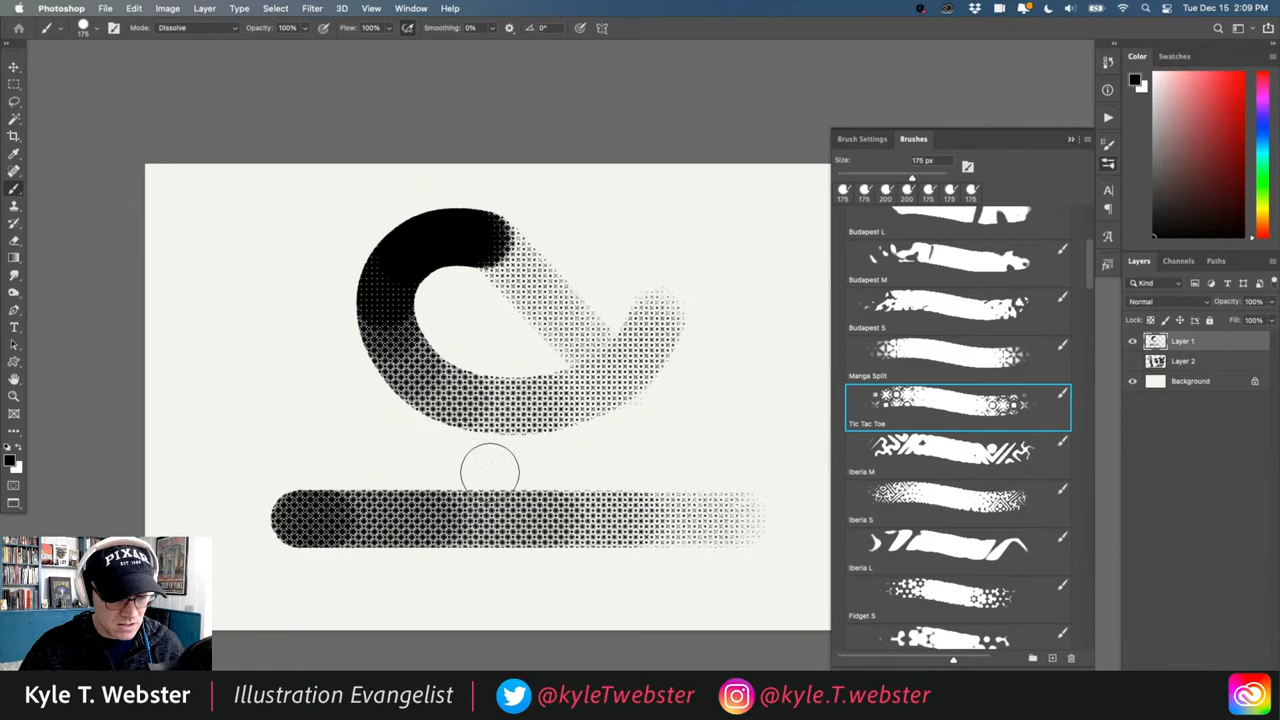 Photoshop File Edit Image Layer Type Select Filter 3D View Window Help Tue Dec 15 2:09 PM
175 Mode: Dissolve Opacity: 100% Flow: 100% Smoothing: 0% 0°
Color Swatches
Brush Settings Brushes
Size: 175 px
175 175 200 200 175 175 175
Budapest L
Budapest M
Budapest S
Manga Split
Tic Tac Toe
Iberia M
Iberia S
Iberia L
Fidget S
Layers Channels Paths
Kind
Normal Opacity: 100%
Lock: Fill: 100%
Layer 1
Layer 2
Background
PIXAR
Kyle T. Webster | Illustration Evangelist | @kyleTwebster @kyle.T.webster